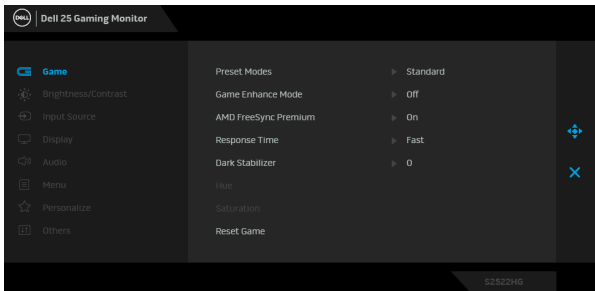 DELL Dell 25 Gaming Monitor
Game
Preset Modes Standard
Brightness/Contrast
Game Enhance Mode Off
Input Source
AMD FreeSync Premium On
Display
Response Time Fast
Audio
Dark Stabilizer 0
Menu
Hue
Personalize
Saturation
Others
Reset Game
S2522HG